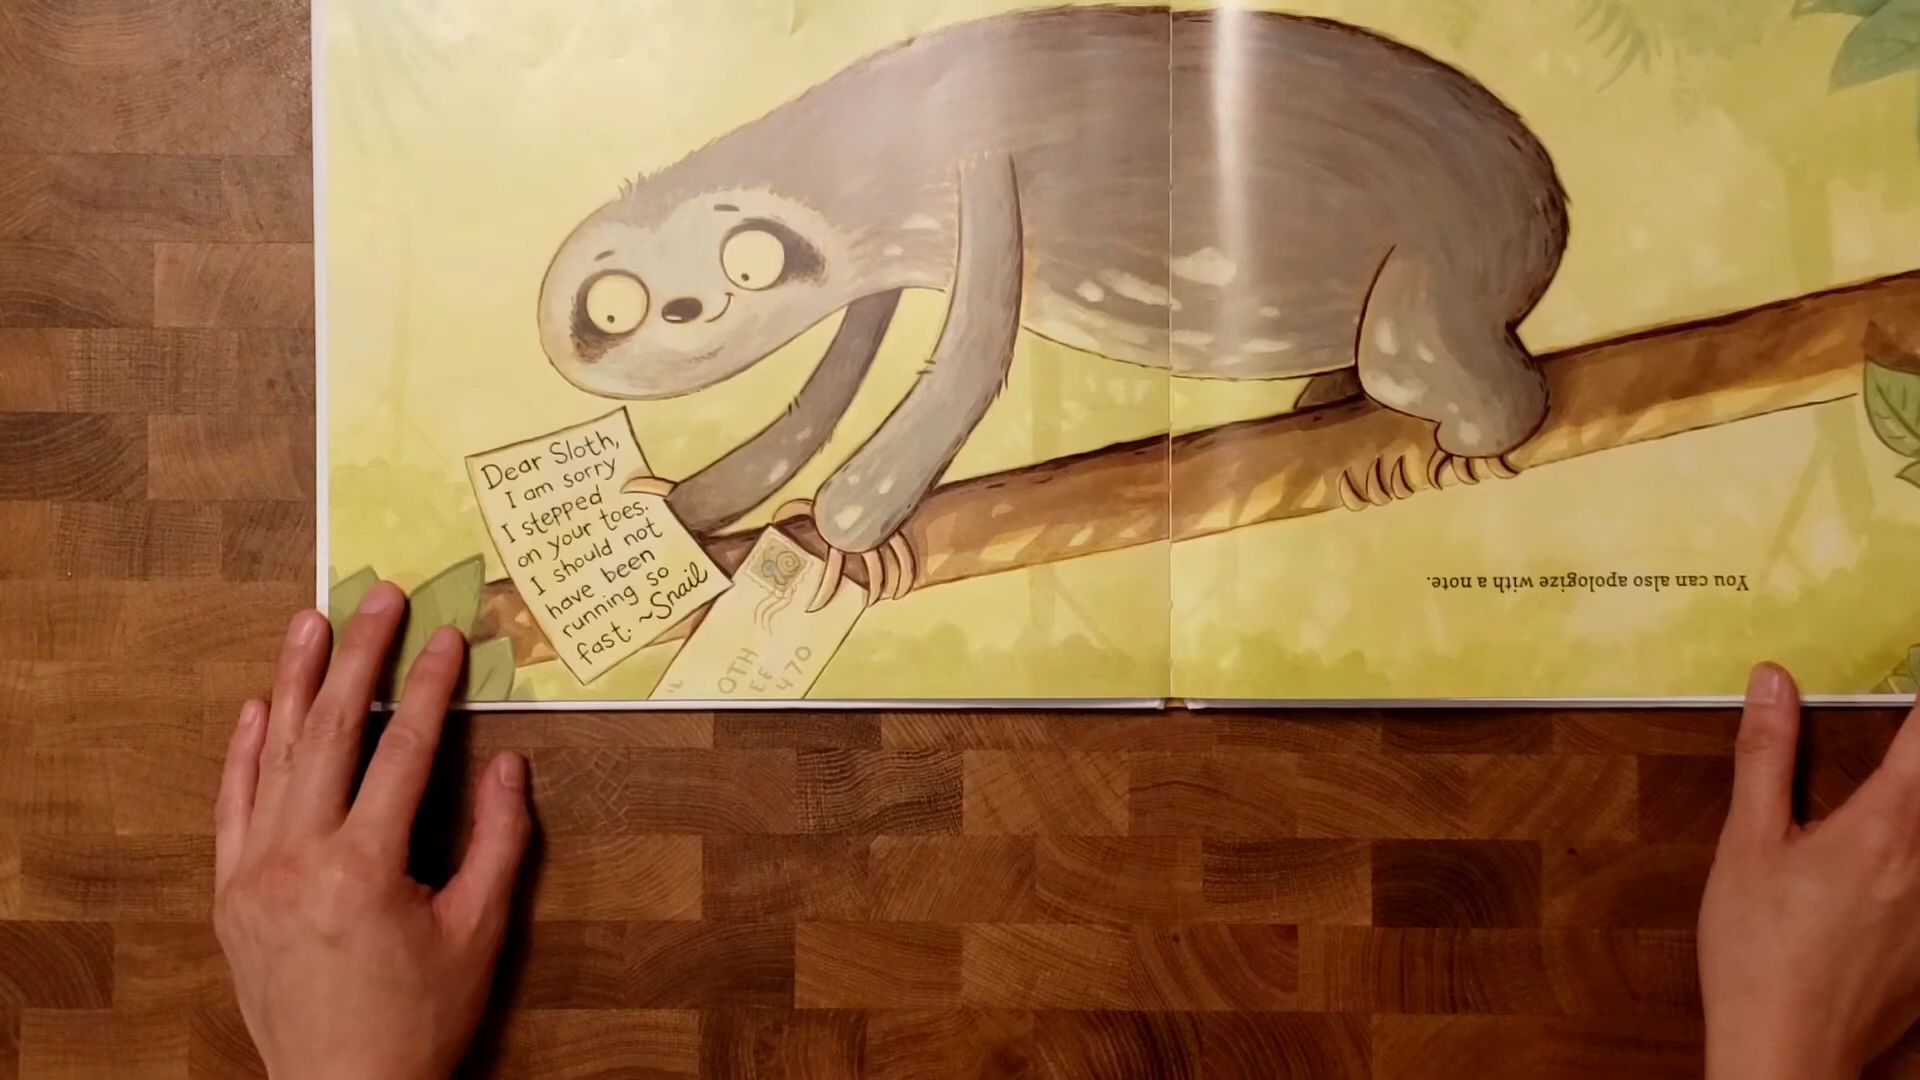 Dear Sloth,
I am sorry
I stepped
on your toes.
I should not
have been
running so
fast. ~Snail
OTH
EE
470
You can also apologize with a note.